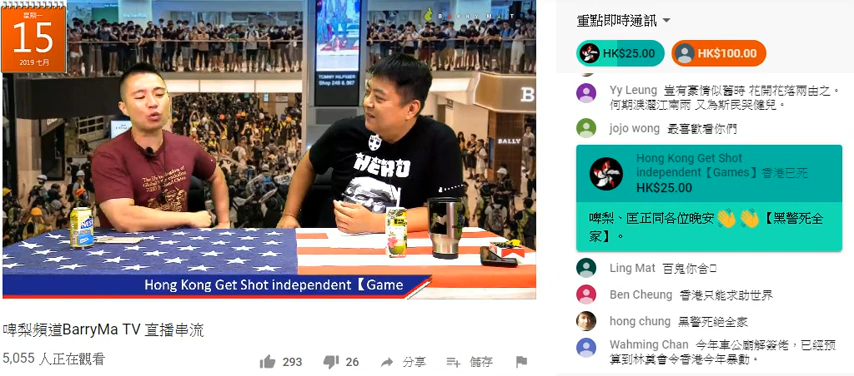 星期一
15
2019 七月
BARRYMATV
TOMMY HILFIGER
Shop 248 & 367
BALLY
HERO
Hong Kong Get Shot independent【Game
啤梨頻道BarryMa TV 直播串流
5,055 人正在觀看
293
26
分享
儲存
重點即時通訊
HK$25.00
HK$100.00
Yy Leung 豈有豪情似舊時 花開花落兩由之。
何期淚灑江南雨 又為斯民哭健兒。
jojo wong 最喜歡看你們
Hong Kong Get Shot
independent【Games】香港已死
HK$25.00
啤梨、匡正同各位晚安👏👏【黑警死全
家】。
Ling Mat 百鬼你含
Ben Cheung 香港只能求助世界
hong chung 黑警死絕全家
Wahming Chan 今年車公廟解簽佬，已經預
算到林奠會令香港今年暴動。